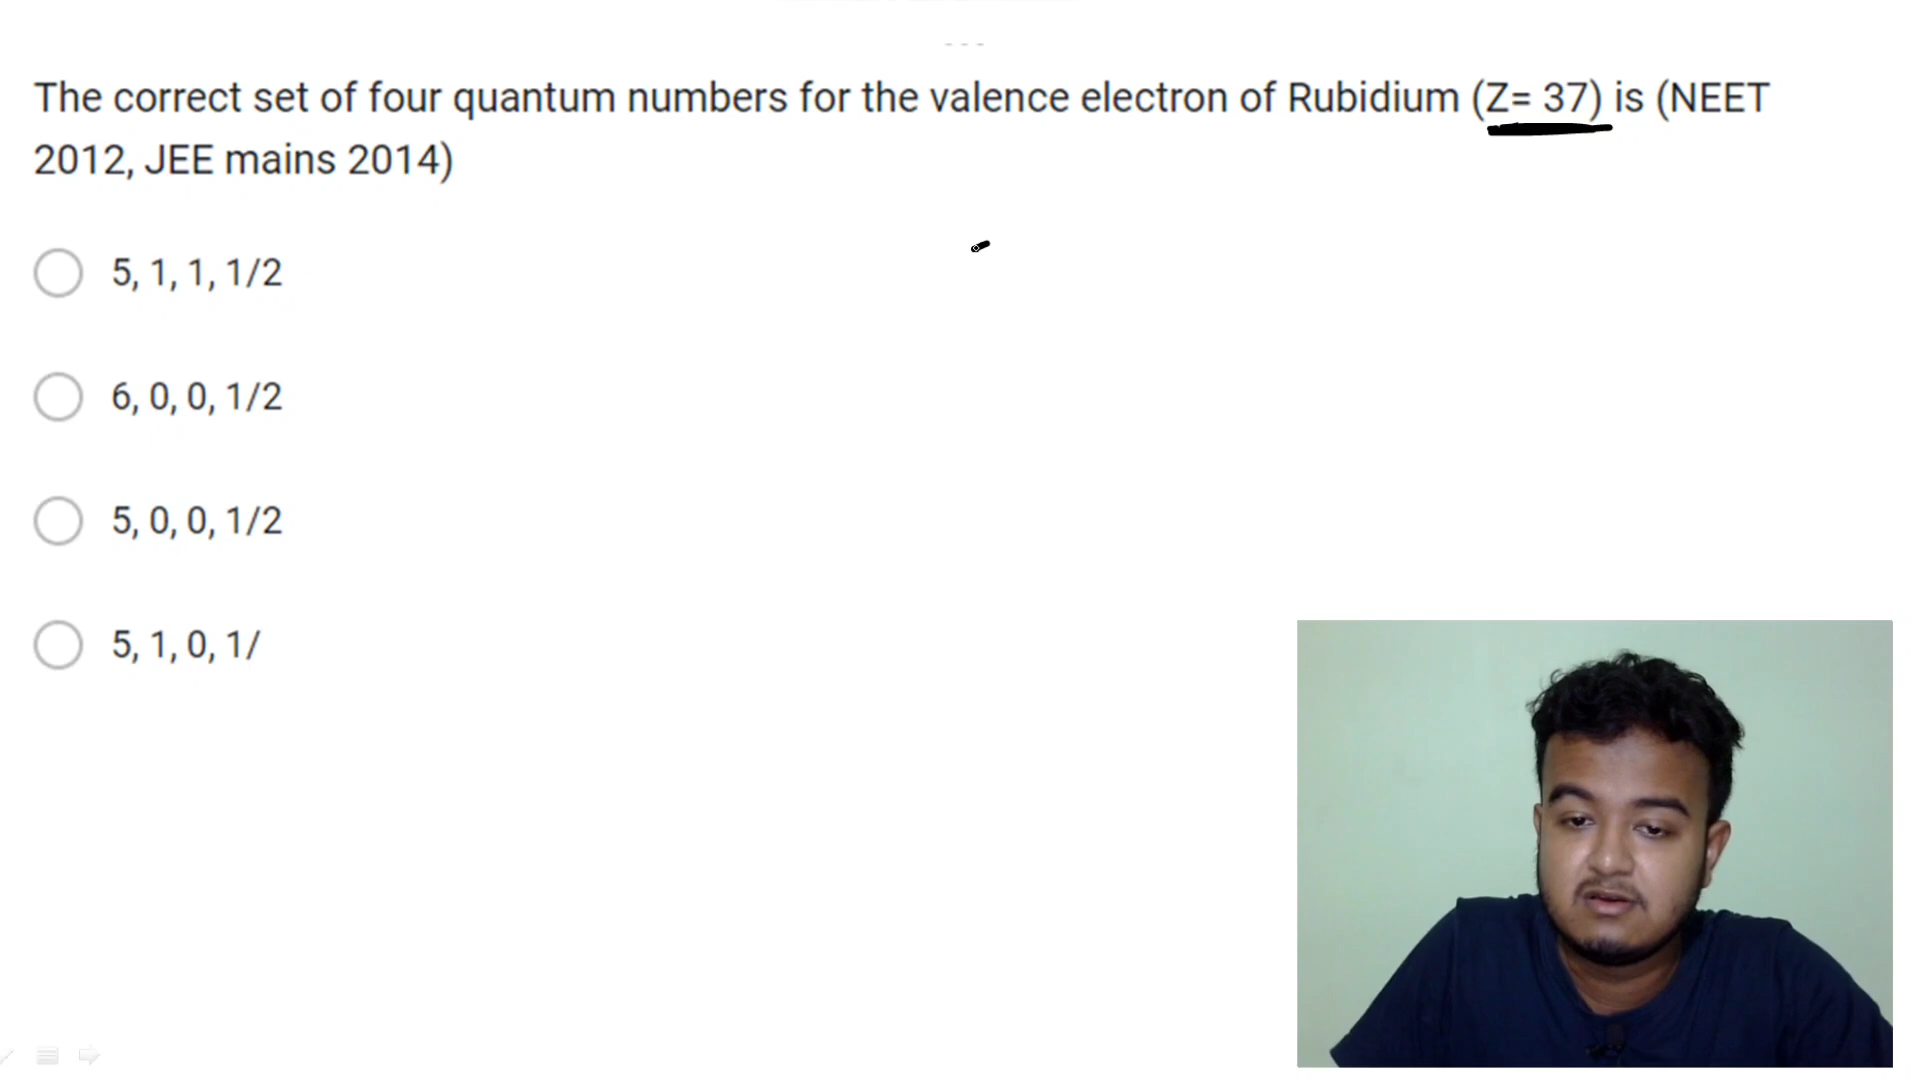 The correct set of four quantum numbers for the valence electron of Rubidium (Z= 37) is (NEET
2012, JEE mains 2014)
5, 1, 1, 1/2
6, 0, 0, 1/2
5, 0, 0, 1/2
5, 1, 0, 1/